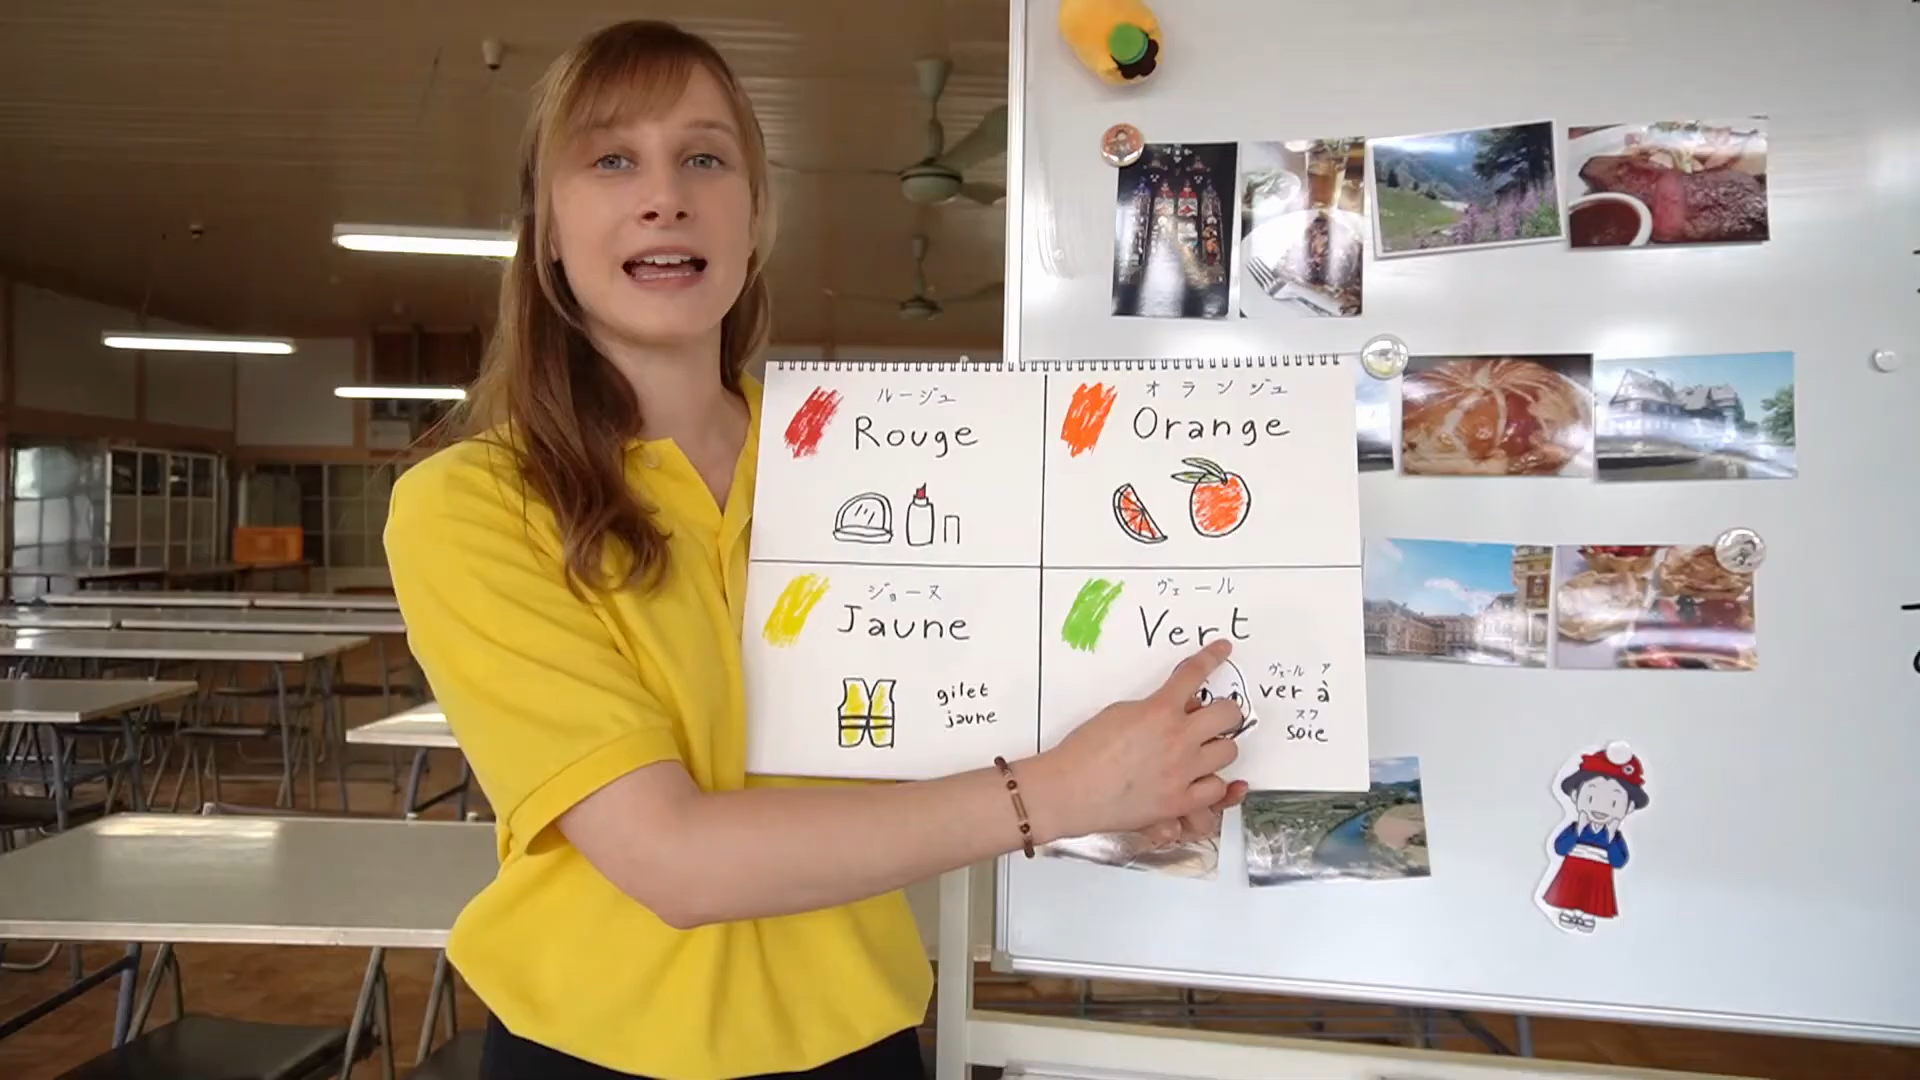 ルージュ
Rouge
オランジュ
Orange
ジョーヌ
Jaune
gilet
jaune
ヴェール
Vert
ヴェール ア
ver à
スワ
soie